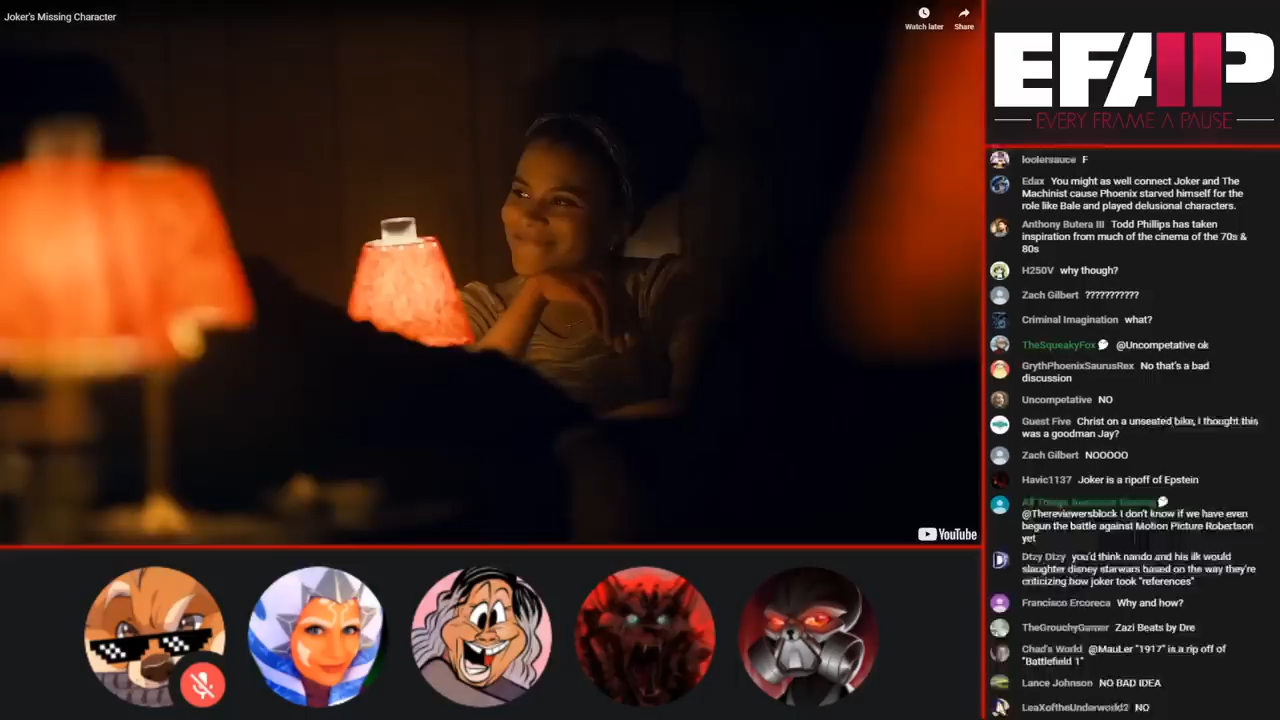 Joker's Missing Character
Watch later
Share
YouTube
EFAP
EVERY FRAME A PAUSE
loolersauce F
Edax You might as well connect Joker and The
Machinist cause Phoenix starved himself for the
role like Bale and played delusional characters.
Anthony Butera III Todd Phillips has taken
inspiration from much of the cinema of the 70s &
80s
H250V why though?
Zach Gilbert ???????????
Criminal Imagination what?
TheSqueakyFox @Uncompetative ok
GrythPhoenixSaurusRex No that's a bad
discussion
Uncompetative NO
Guest Five Christ on a unseated bike, I thought this
was a goodman Jay?
Zach Gilbert NOOOOO
Havic1137 Joker is a ripoff of Epstein
All Things
@Thereviewersblock I don't know if we have even
begun the battle against Motion Picture Robertson
yet
Dtzy Dizy you'd think nando and his ilk would
slaughter disney starwars based on the way they're
criticizing how joker took "references"
Francisco Ercoreca Why and how?
TheGrouchyGamer Zazi Beats by Dre
Chad's World @MauLer "1917" is a rip off of
"Battlefield 1"
Lance Johnson NO BAD IDEA
LeaXoftheUnderworld2 NO